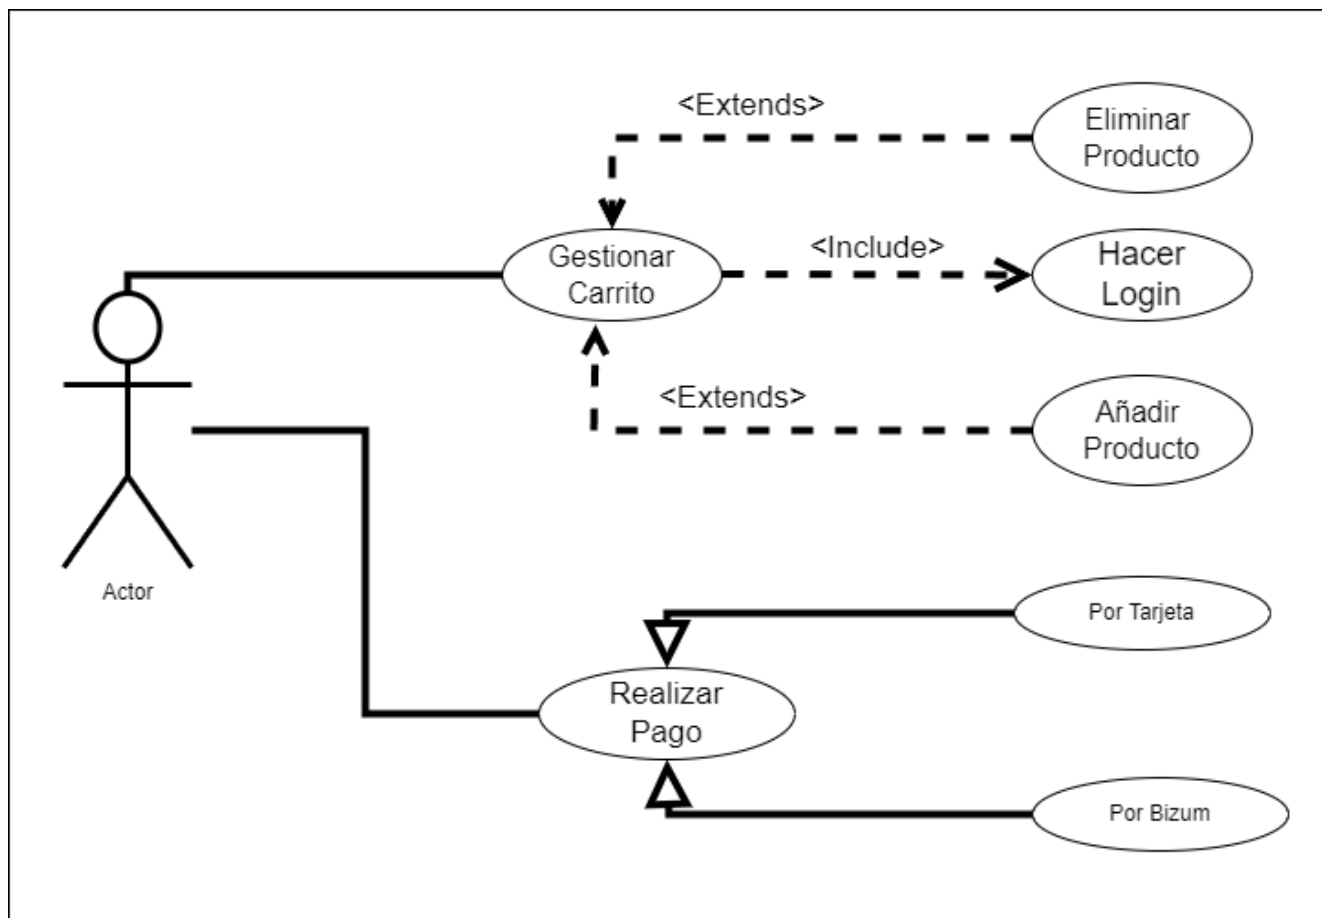 <Extends>
Eliminar
Producto
Gestionar
Carrito
<Include>
Hacer
Login
<Extends>
Añadir
Producto
Actor
Por Tarjeta
Realizar
Pago
Por Bizum